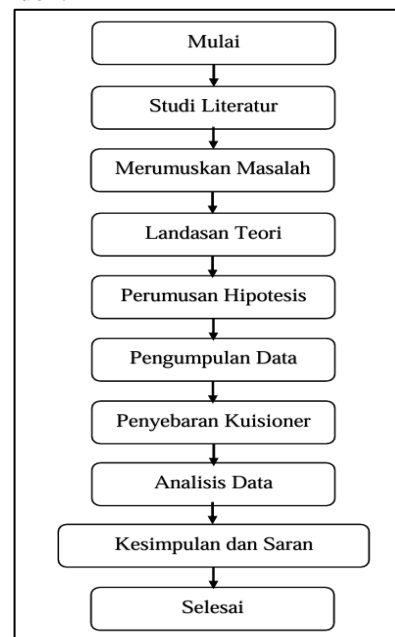 Mulai
Studi Literatur
Merumuskan Masalah
Landasan Teori
Perumusan Hipotesis
Pengumpulan Data
Penyebaran Kuisioner
Analisis Data
Kesimpulan dan Saran
Selesai